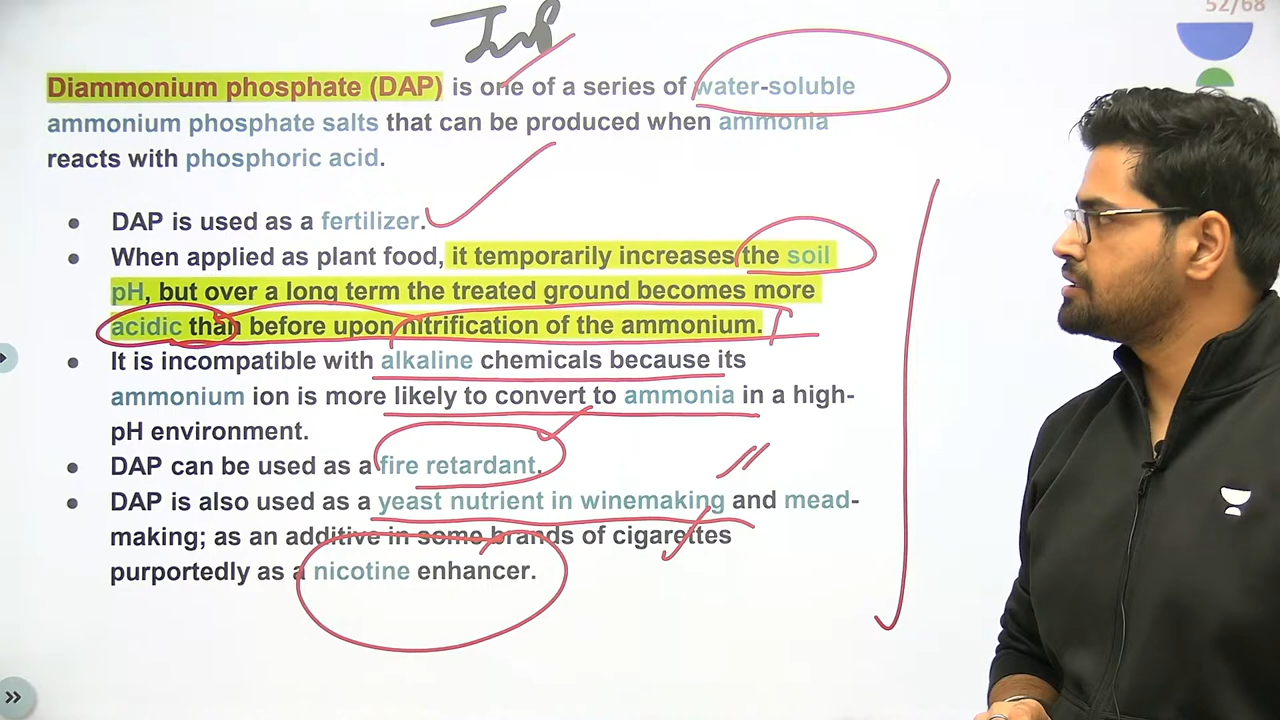 52/68
Imp
Diammonium phosphate (DAP) is one of a series of water-soluble
ammonium phosphate salts that can be produced when ammonia
reacts with phosphoric acid.
• DAP is used as a fertilizer.
• When applied as plant food, it temporarily increases the soil
pH, but over a long term the treated ground becomes more
acidic than before upon nitrification of the ammonium.
• It is incompatible with alkaline chemicals because its
ammonium ion is more likely to convert to ammonia in a high-
pH environment.
• DAP can be used as a fire retardant.
• DAP is also used as a yeast nutrient in winemaking and mead-
making; as an additive in some brands of cigarettes
purportedly as a nicotine enhancer.